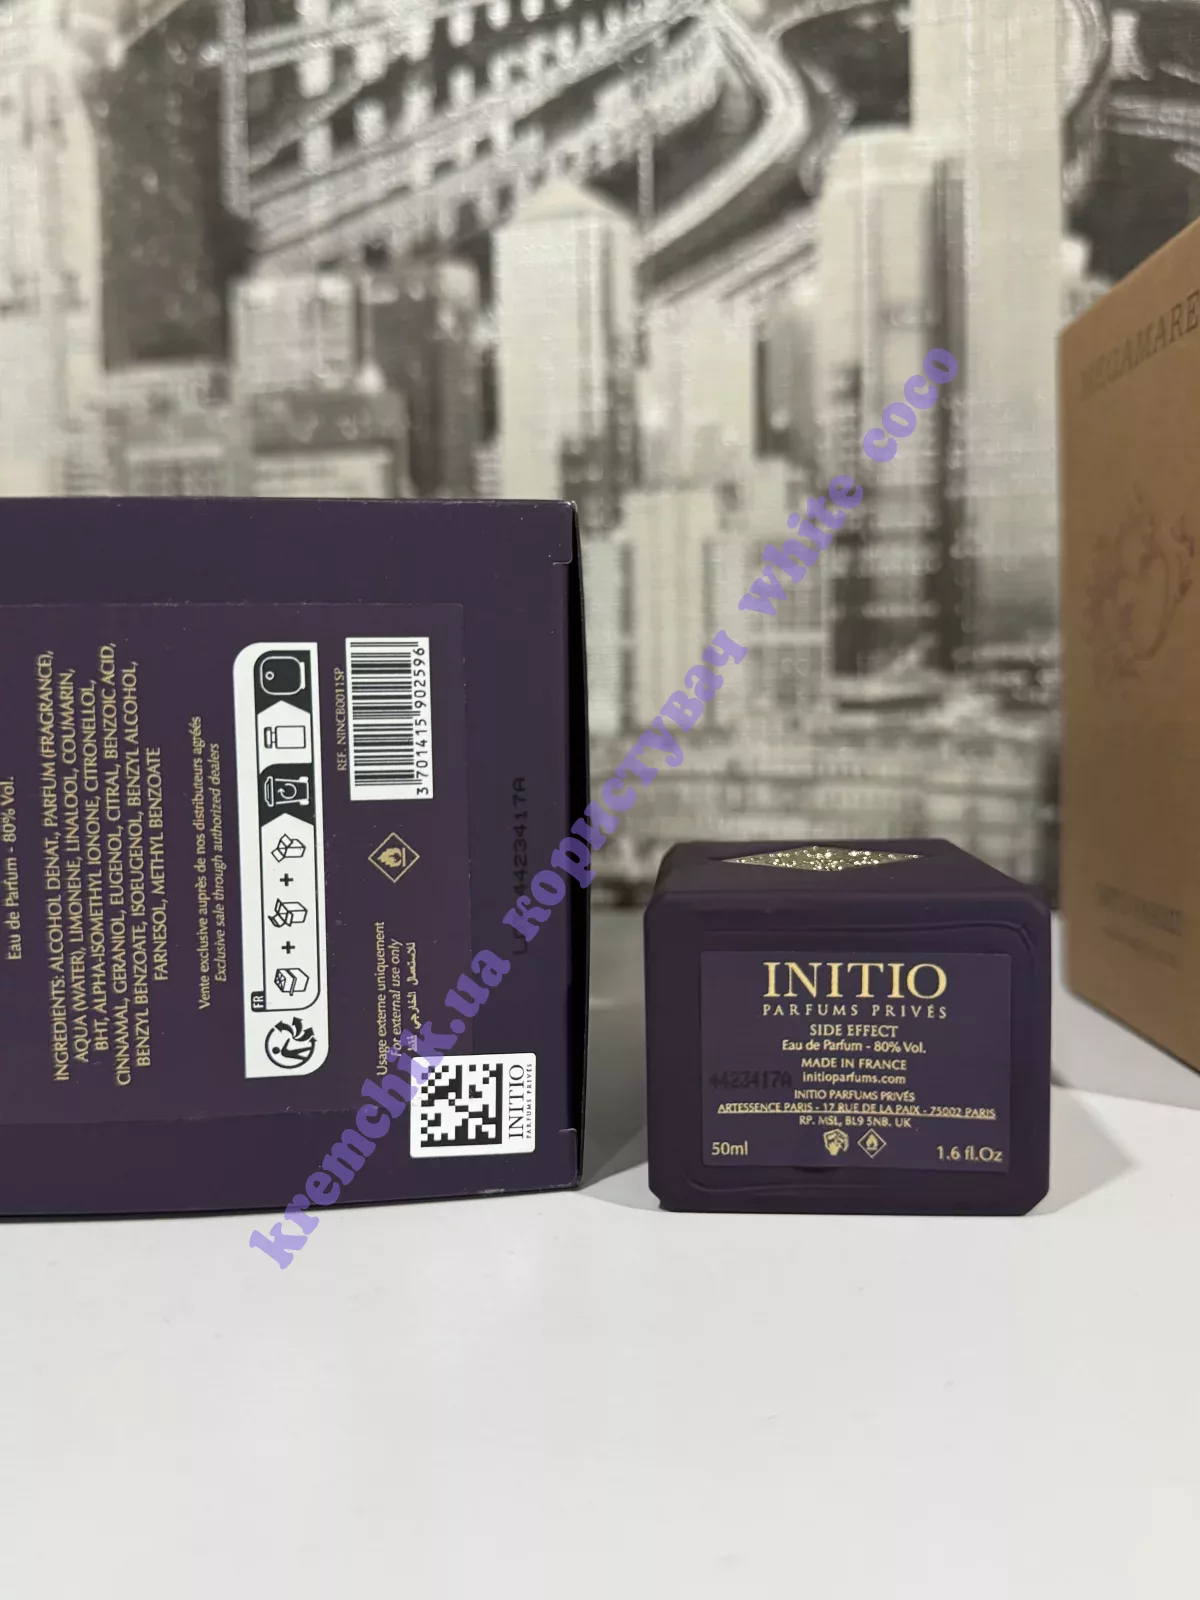 Eau de Parfum - 80% Vol.
INGREDIENTS: ALCOHOL DENAT., PARFUM (FRAGRANCE),
AQUA (WATER), LIMONENE, LINALOOL, COUMARIN,
BHT, ALPHA-ISOMETHYL IONONE, CITRONELLOL,
CINNAMAL, GERANIOL, EUGENOL, CITRAL, BENZOIC ACID,
BENZYL BENZOATE, ISOEUGENOL, BENZYL ALCOHOL,
FARNESOL, METHYL BENZOATE
Vente exclusive auprès de nos distributeurs agréés
Exclusive sale through authorized dealers
FR
REF. NINCB0011SP
3 701415 902596
Usage externe uniquement
For external use only
للاستعمال الخارجي
4423417A
INITIO
PARFUMS PRIVÉS
INITIO
PARFUMS PRIVÉS
SIDE EFFECT
Eau de Parfum - 80% Vol.
MADE IN FRANCE
4423417A initioparfums.com
INITIO PARFUMS PRIVÉS
ARTESSENCE PARIS - 17 RUE DE LA PAIX - 75002 PARIS
RP. MSL, BL9 5NB. UK
50ml
1.6 fl.Oz
kremchik.ua користувач white coco